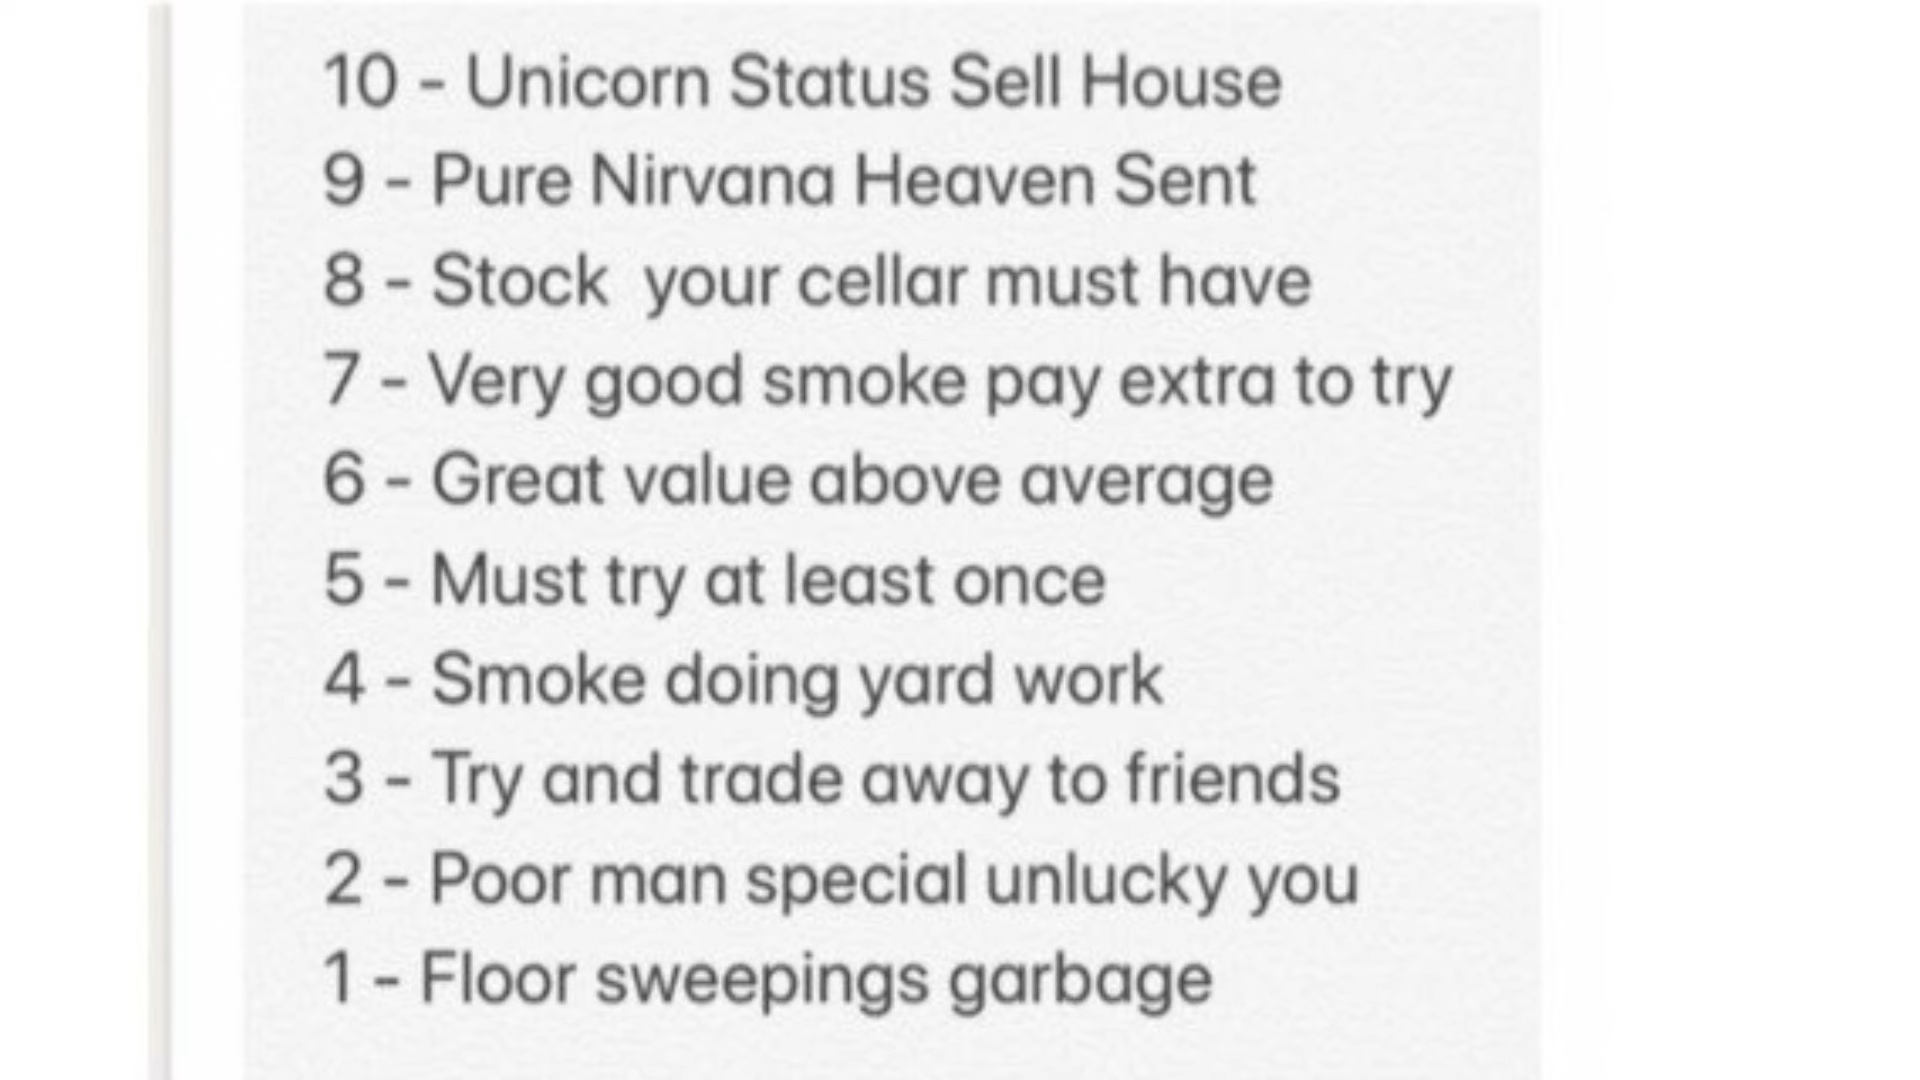 10 - Unicorn Status Sell House
9 - Pure Nirvana Heaven Sent
8 - Stock  your cellar must have
7 - Very good smoke pay extra to try
6 - Great value above average
5 - Must try at least once
4 - Smoke doing yard work
3 - Try and trade away to friends
2 - Poor man special unlucky you
1 - Floor sweepings garbage